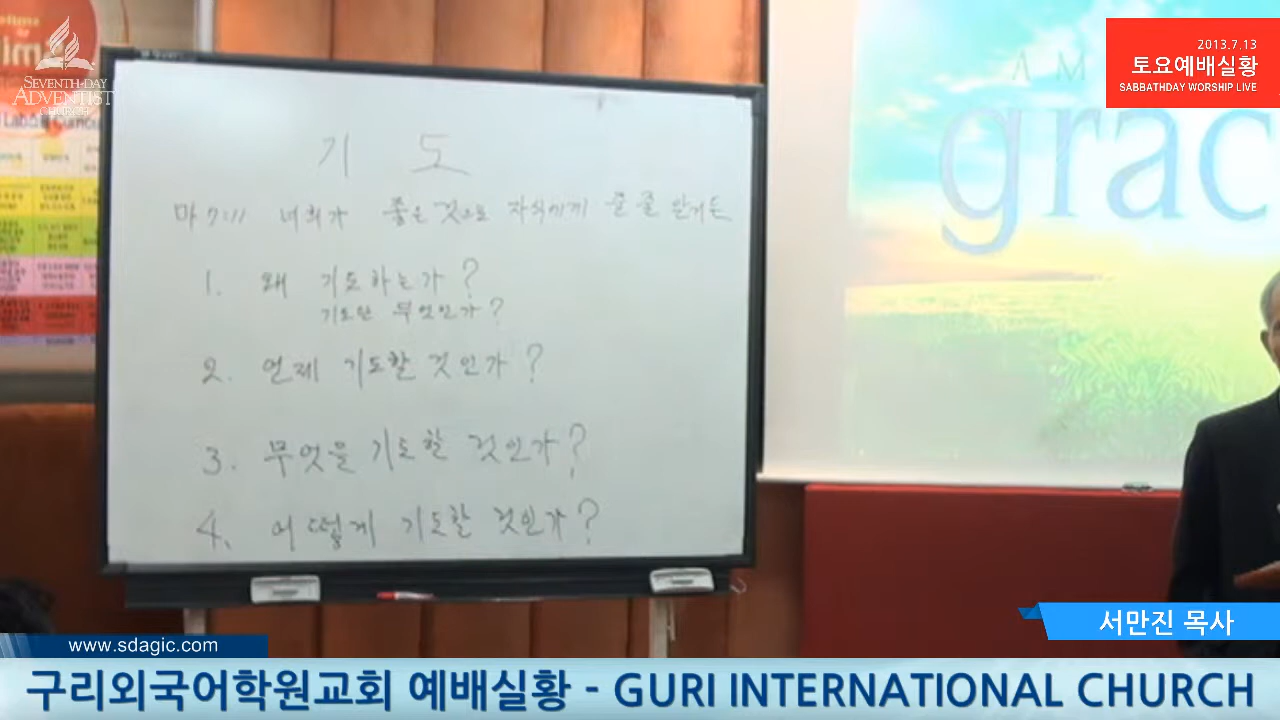 SEVENTH-DAY
ADVENTIST
CHURCH
2013.7.13
토요예배실황
SABBATHDAY WORSHIP LIVE
grac
기 도
마 7:11 너희가 좋은 것으로 자식에게 줄 줄 알거든
1. 왜 기도하는가?
기도란 무엇인가?
2. 언제 기도할 것인가?
3. 무엇을 기도할 것인가?
4. 어떻게 기도할 것인가?
서만진 목사
www.sdagic.com
구리외국어학원교회 예배실황 - GURI INTERNATIONAL CHURCH